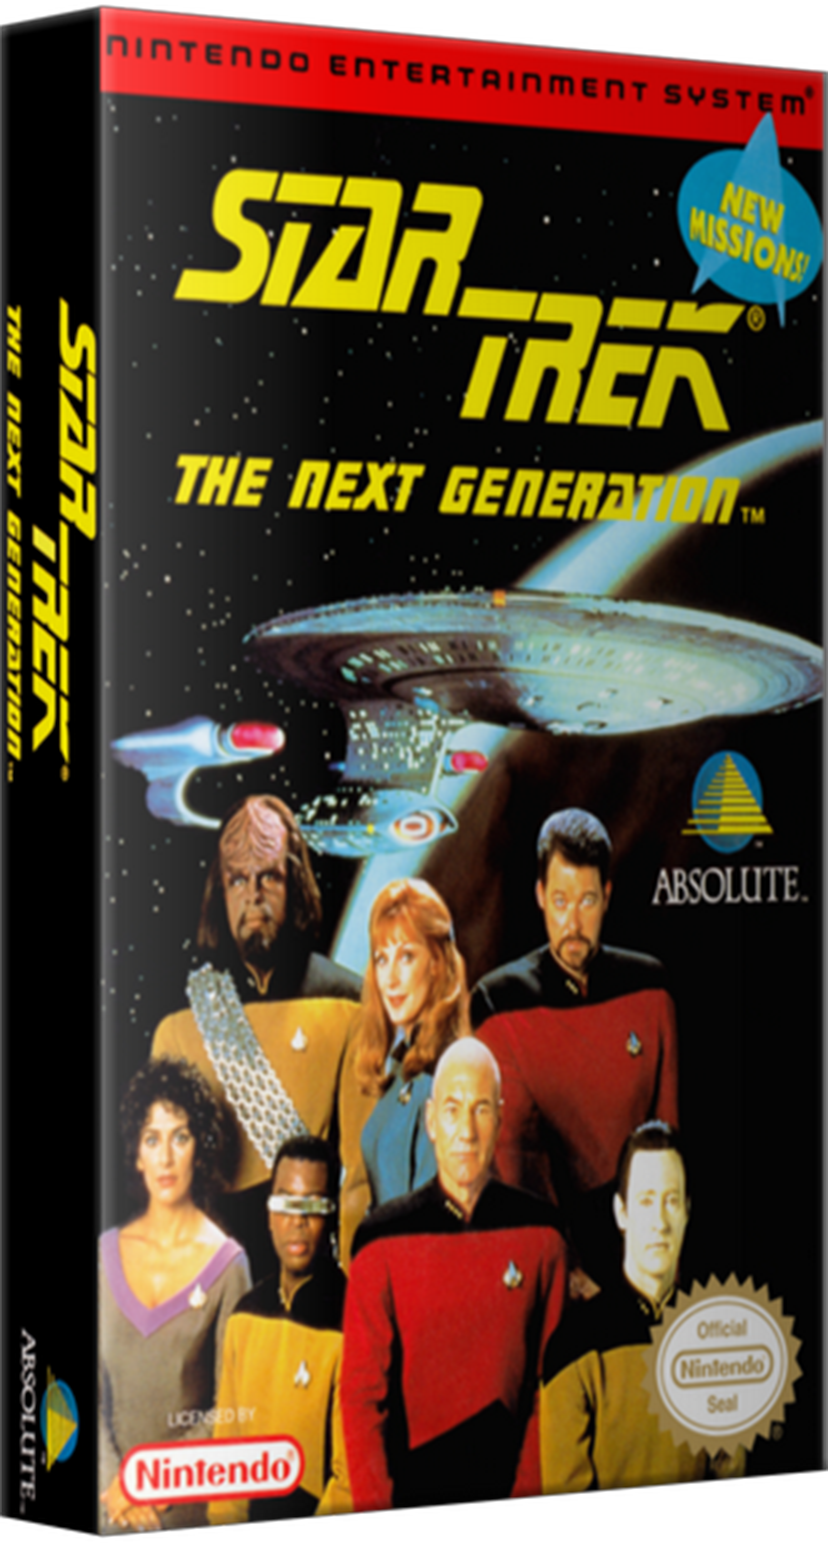 NINTENDO ENTERTAINMENT SYSTEM®
NEW
MISSIONS!
STAR
TREK®
THE NEXT GENERATION™
ABSOLUTE™
Official
Nintendo
Seal
LICENSED BY
Nintendo®
STAR
TREK®
THE NEXT GENERATION™
ABSOLUTE™